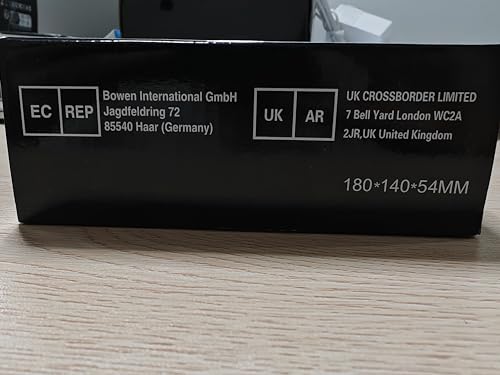 EC REP
Bowen International GmbH
Jagdfeldring 72
85540 Haar (Germany)
UK AR
UK CROSSBORDER LIMITED
7 Bell Yard London WC2A
2JR,UK United Kingdom
180*140*54MM